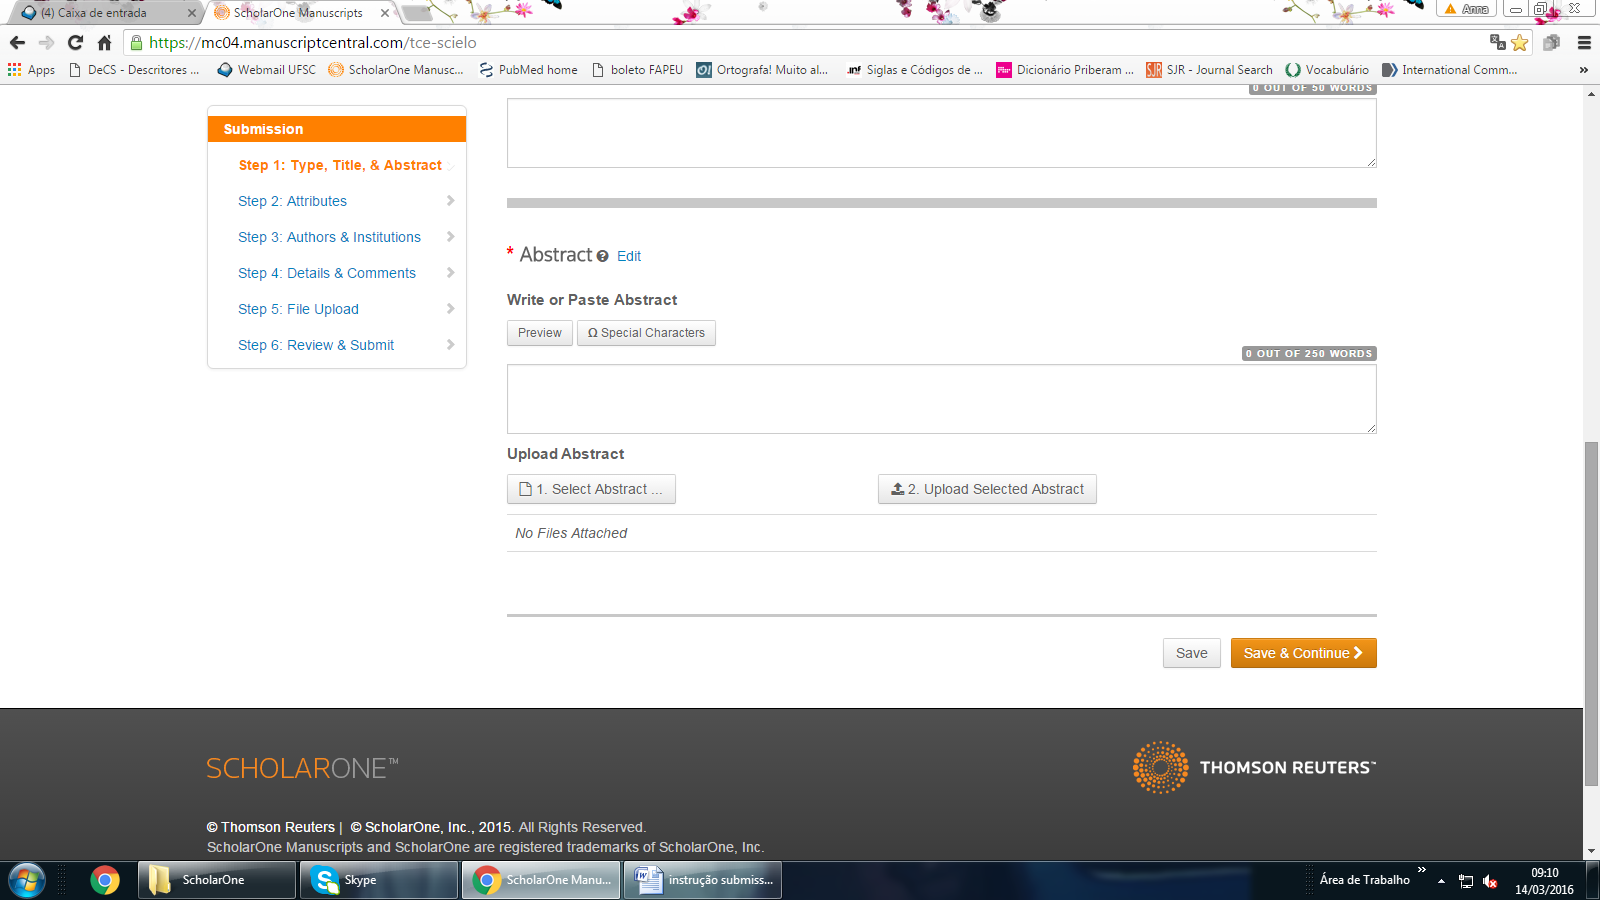 (4) Caixa de entrada
ScholarOne Manuscripts
Anna
https://mc04.manuscriptcentral.com/tce-scielo
Apps
DeCS - Descritores ...
Webmail UFSC
ScholarOne Manusc...
PubMed home
boleto FAPEU
Ortografa! Muito al...
Siglas e Códigos de ...
Dicionário Priberam ...
SJR - Journal Search
Vocabulário
International Comm...
»
0 OUT OF 50 WORDS
Submission
Step 1: Type, Title, & Abstract
Step 2: Attributes
Step 3: Authors & Institutions
Step 4: Details & Comments
Step 5: File Upload
Step 6: Review & Submit
* Abstract Edit
Write or Paste Abstract
Preview
Ω Special Characters
0 OUT OF 250 WORDS
Upload Abstract
1. Select Abstract ...
2. Upload Selected Abstract
No Files Attached
Save
Save & Continue
SCHOLARONE™
THOMSON REUTERS™
© Thomson Reuters | © ScholarOne, Inc., 2015. All Rights Reserved.
ScholarOne Manuscripts and ScholarOne are registered trademarks of ScholarOne, Inc.
ScholarOne
Skype
ScholarOne Manu...
instrução submiss...
Área de Trabalho
»
09:10
14/03/2016